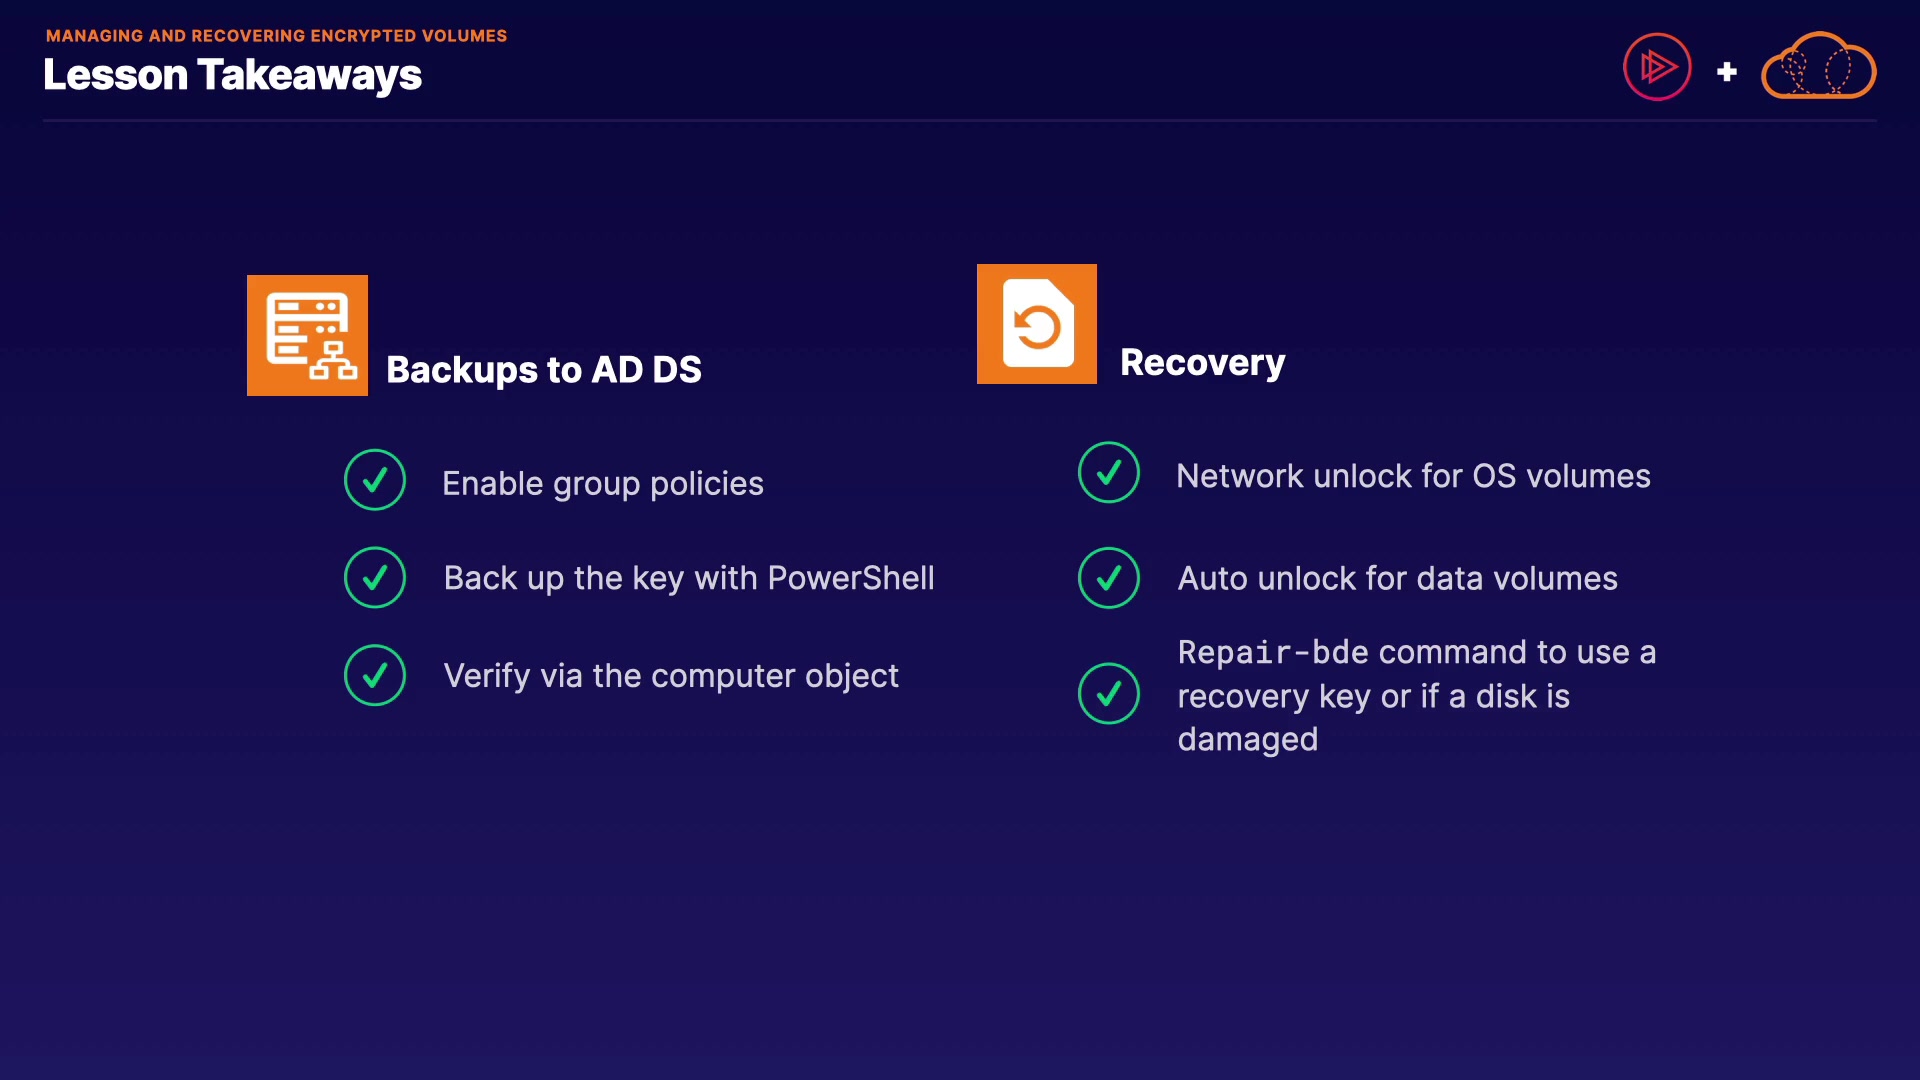 MANAGING AND RECOVERING ENCRYPTED VOLUMES
Lesson Takeaways
+
Backups to AD DS
Enable group policies
Back up the key with PowerShell
Verify via the computer object
Recovery
Network unlock for OS volumes
Auto unlock for data volumes
Repair-bde command to use a
recovery key or if a disk is
damaged